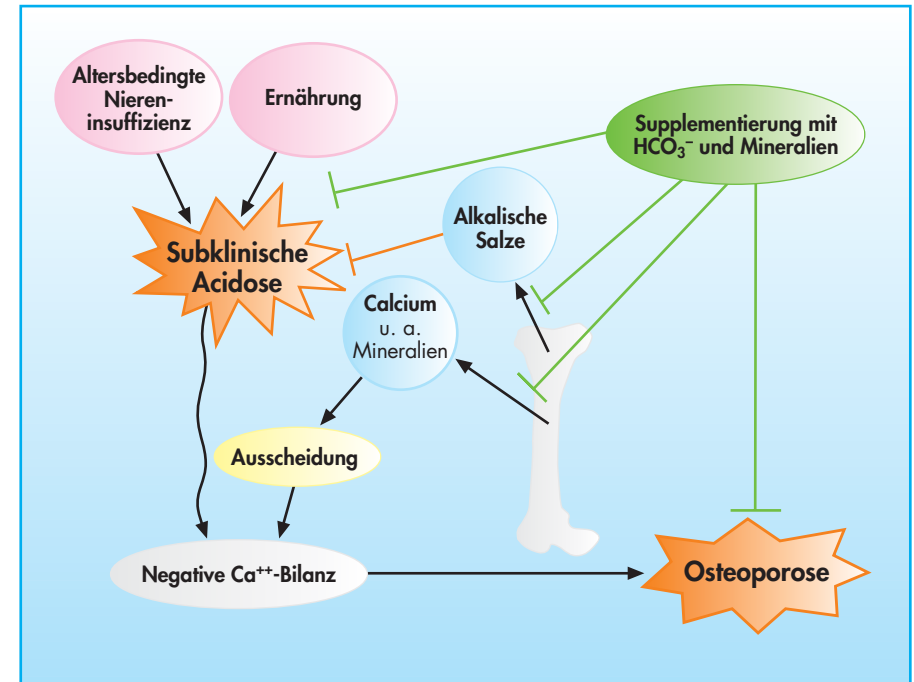 Altersbedingte
Nieren-
insuffizienz
Ernährung
Supplementierung mit
HCO₃⁻ und Mineralien
Alkalische
Salze
Subklinische
Acidose
Calcium
u. a.
Mineralien
Ausscheidung
Negative Ca⁺⁺-Bilanz
Osteoporose